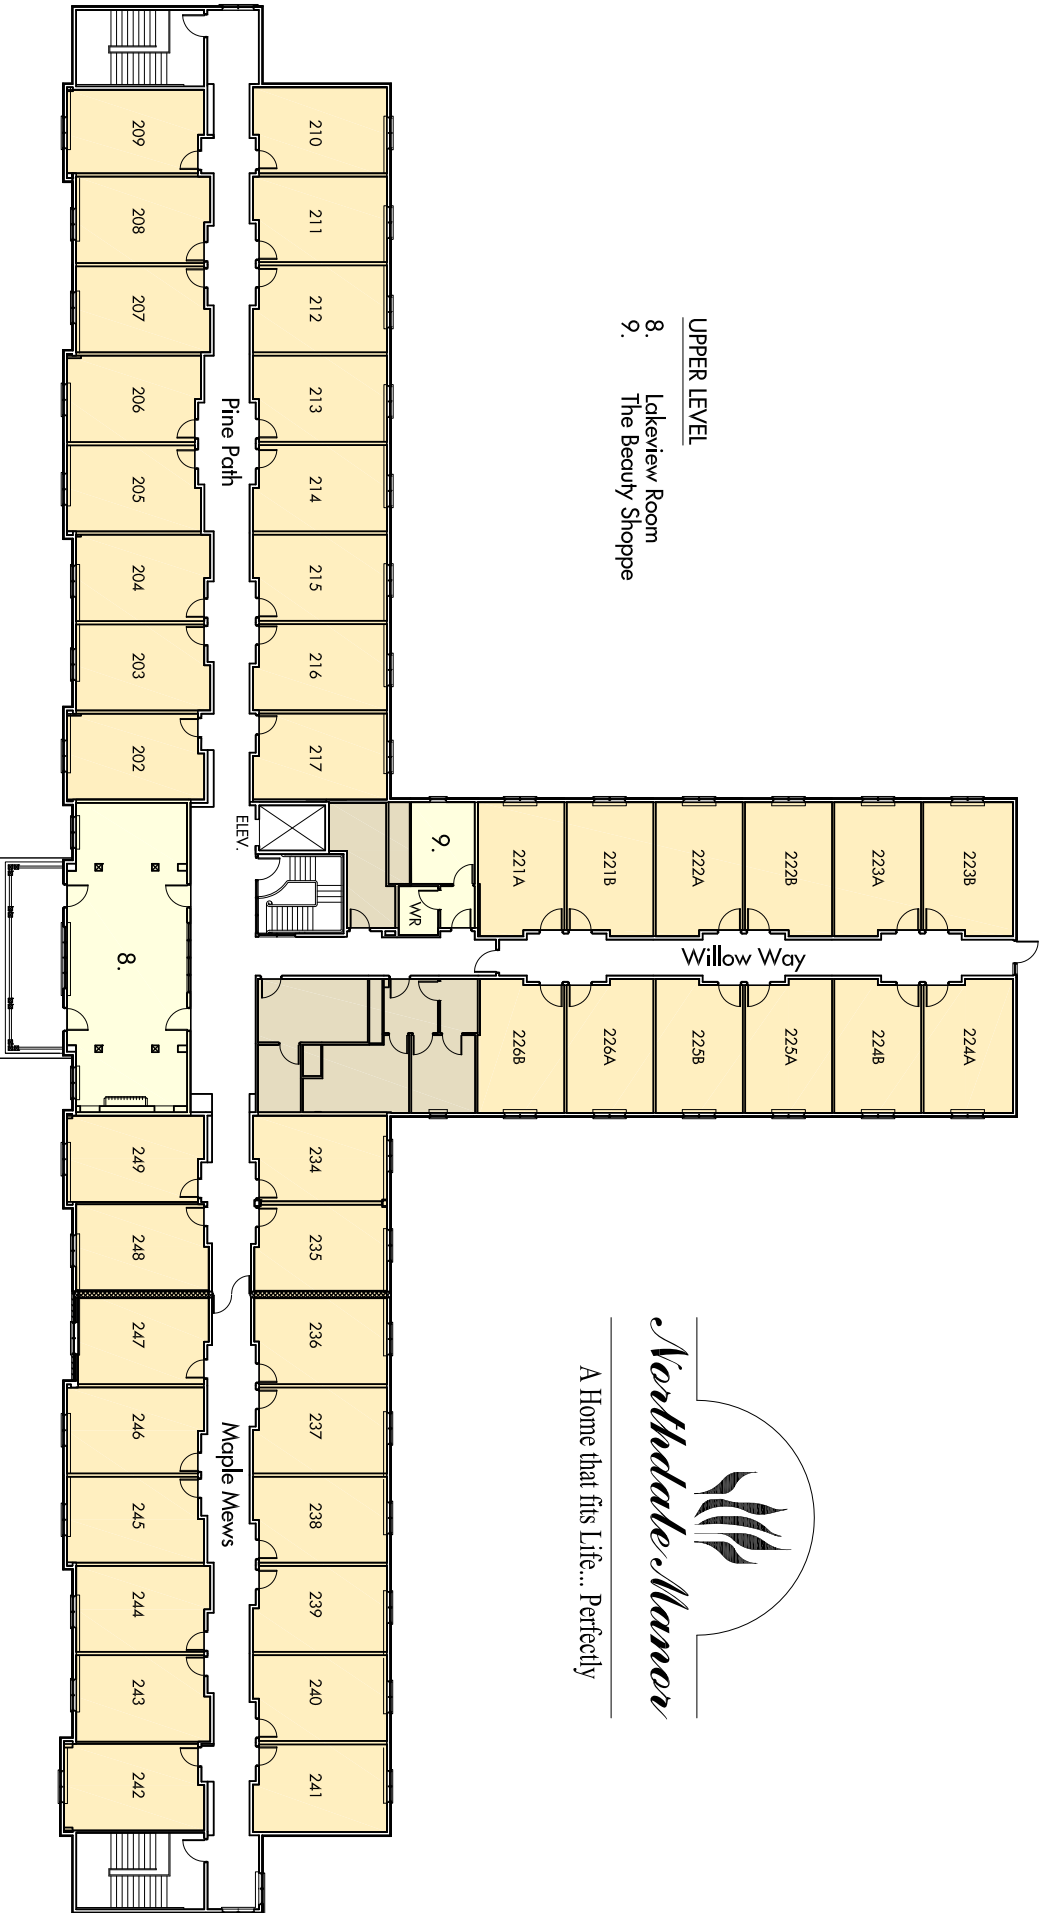 UPPER LEVEL
8. Lakeview Room
9. The Beauty Shoppe
Northdale Manor
A Home that fits Life... Perfectly
223B
223A
222B
222A
221B
221A
Willow Way
224A
224B
225A
225B
226A
226B
9.
WR
210
211
212
213
214
215
216
217
234
235
236
237
238
239
240
241
Pine Path
ELEV.
Maple Mews
209
208
207
206
205
204
203
202
8.
249
248
247
246
245
244
243
242